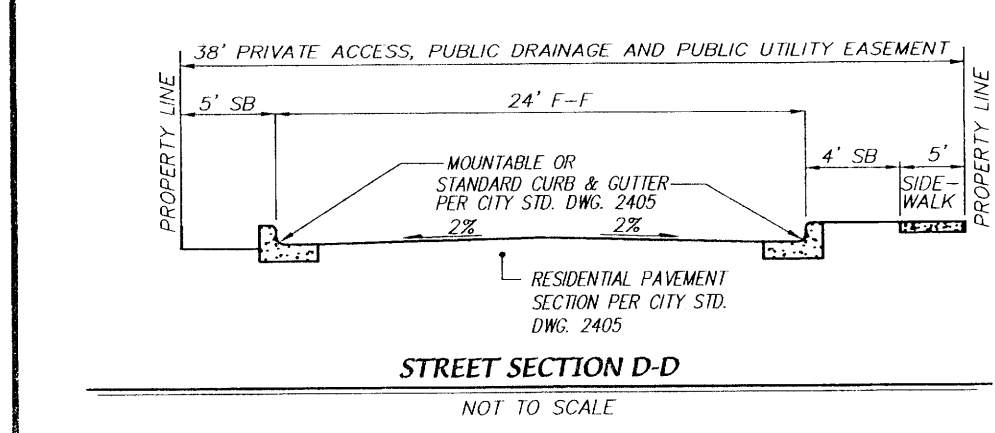 38' PRIVATE ACCESS, PUBLIC DRAINAGE AND PUBLIC UTILITY EASEMENT
PROPERTY LINE
5' SB
24' F-F
4' SB
5'
SIDE-
WALK
PROPERTY LINE
MOUNTABLE OR
STANDARD CURB & GUTTER
PER CITY STD. DWG. 2405
2%
2%
RESIDENTIAL PAVEMENT
SECTION PER CITY STD.
DWG. 2405
STREET SECTION D-D
NOT TO SCALE